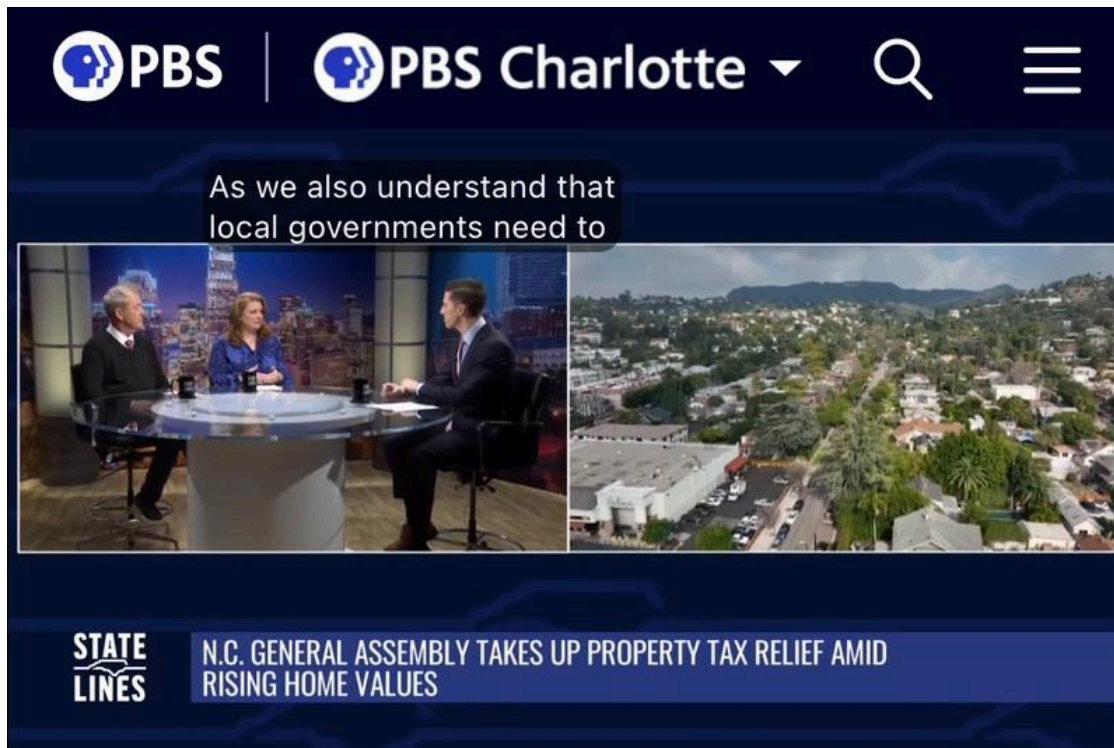 PBS
PBS Charlotte
As we also understand that
local governments need to
STATE
LINES
N.C. GENERAL ASSEMBLY TAKES UP PROPERTY TAX RELIEF AMID
RISING HOME VALUES